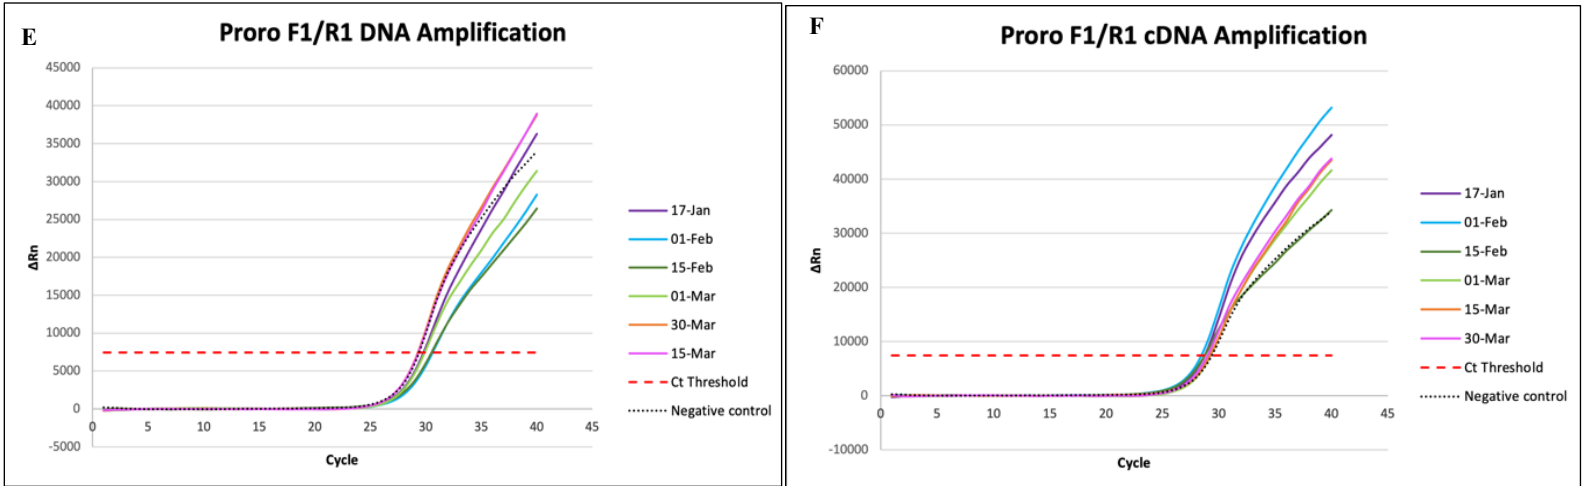 E
Proro F1/R1 DNA Amplification
45000
40000
35000
30000
25000
20000
15000
10000
5000
0
-5000
ΔRn
0 5 10 15 20 25 30 35 40 45
Cycle
17-Jan
01-Feb
15-Feb
01-Mar
30-Mar
15-Mar
Ct Threshold
Negative control
F
Proro F1/R1 cDNA Amplification
60000
50000
40000
30000
20000
10000
0
-10000
ΔRn
0 5 10 15 20 25 30 35 40 45
Cycle
17-Jan
01-Feb
15-Feb
01-Mar
15-Mar
30-Mar
Ct Threshold
Negative control